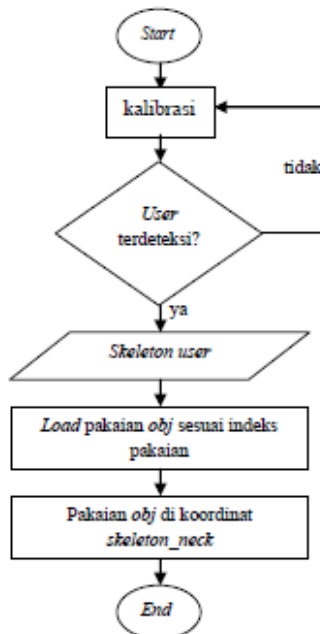 Start
kalibrasi
tidak
User
terdeteksi?
ya
Skeleton user
Load pakaian obj sesuai indeks
pakaian
Pakaian obj di koordinat
skeleton_neck
End